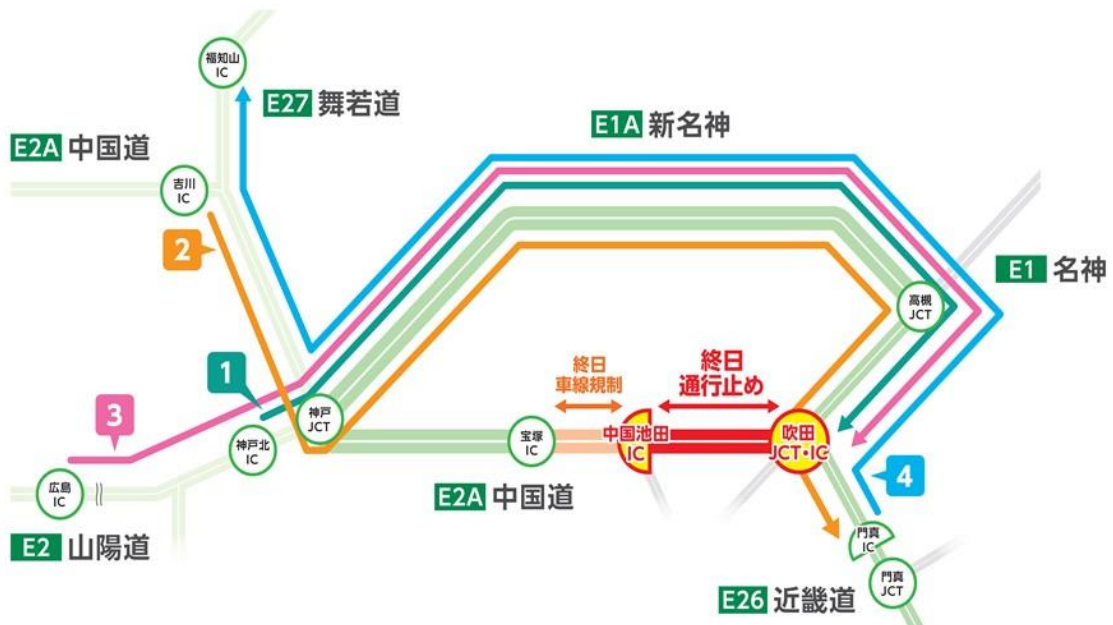 福知山
IC
E27 舞若道
E1A 新名神
E2A 中国道
吉川
IC
2
E1 名神
高槻
JCT
1
終日
車線規制
終日
通行止め
3
神戸
JCT
神戸北
IC
宝塚
IC
中国池田
IC
吹田
JCT・IC
4
広島
IC
E2A 中国道
E2 山陽道
門真
IC
門真
JCT
E26 近畿道